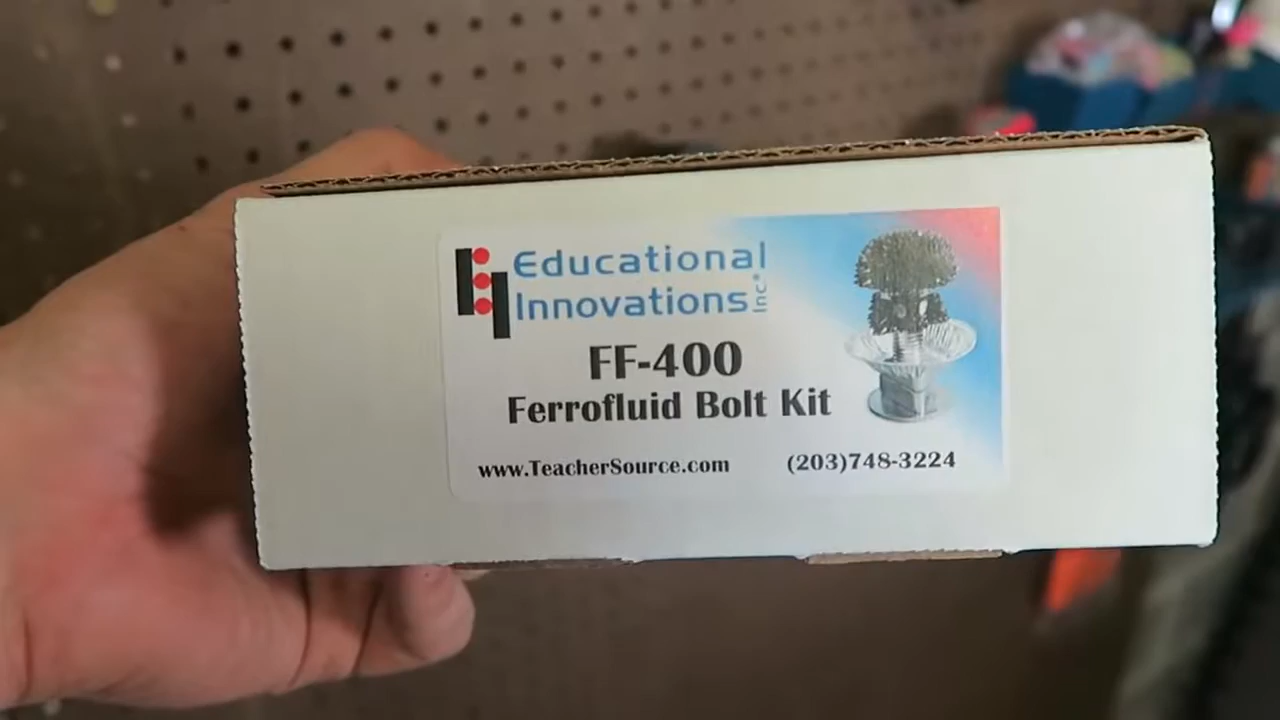 Educational
Innovations Inc®
FF-400
Ferrofluid Bolt Kit
www.TeacherSource.com (203)748-3224